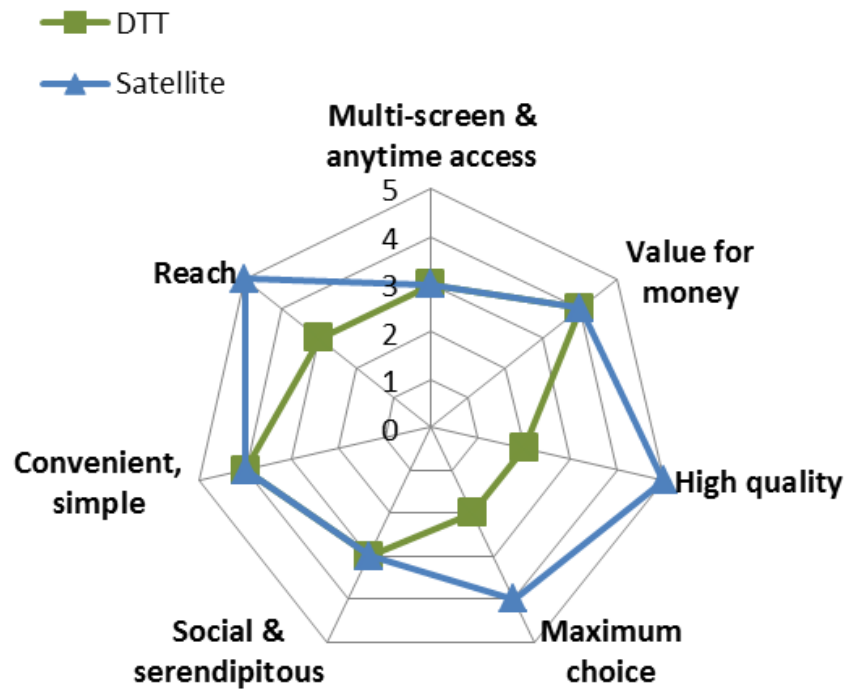 DTT
Satellite
Multi-screen &
anytime access
5
4
3
2
1
0
Value for
money
High quality
Maximum
choice
Social &
serendipitous
Convenient,
simple
Reach